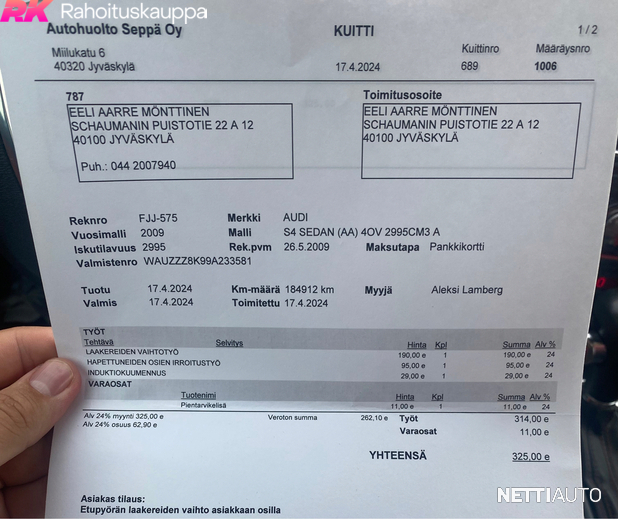 RK Rahoituskauppa
Autohuolto Seppä Oy KUITTI 1 / 2
Miilukatu 6 Kuittinro Määräysnro
40320 Jyväskylä 17.4.2024 689 1006
787 Toimitusosoite
EELI AARRE MÖNTTINEN EELI AARRE MÖNTTINEN
SCHAUMANIN PUISTOTIE 22 A 12 SCHAUMANIN PUISTOTIE 22 A 12
40100 JYVÄSKYLÄ 40100 JYVÄSKYLÄ
Puh.: 044 2007940
Reknro FJJ-575 Merkki AUDI
Vuosimalli 2009 Malli S4 SEDAN (AA) 4OV 2995CM3 A
Iskutilavuus 2995 Rek.pvm 26.5.2009 Maksutapa Pankkikortti
Valmistenro WAUZZZ8K99A233581
Tuotu 17.4.2024 Km-määrä 184912 km Myyjä Aleksi Lamberg
Valmis 17.4.2024 Toimitettu 17.4.2024
TYÖT
Tehtävä Selvitys Hinta Kpl Summa Alv %
LAAKEREIDEN VAIHTOTYÖ 190,00 e 1 190,00 e 24
HAPETTUNEIDEN OSIEN IRROITUSTYÖ 95,00 e 1 95,00 e 24
INDUKTIOKUUMENNUS 29,00 e 1 29,00 e 24
VARAOSAT
Tuotenimi Hinta Kpl Summa Alv %
Pientarvikelisä 11,00 e 1 11,00 e 24
Alv 24% myynti 325,00 e Veroton summa 262,10 e Työt 314,00 e
Alv 24% osuus 62,90 e Varaosat 11,00 e
YHTEENSÄ 325,00 e
Asiakas tilaus:
Etupyörän laakereiden vaihto asiakkaan osilla
NETTIAUTO